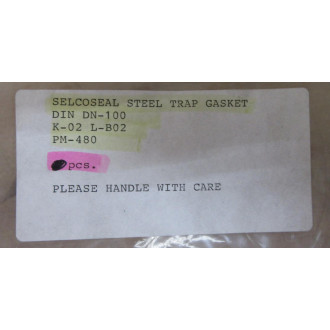 SELCOSEAL STEEL TRAP GASKET
DIN DN-100
K-02 L-B02
PM-480
pcs.
PLEASE HANDLE WITH CARE